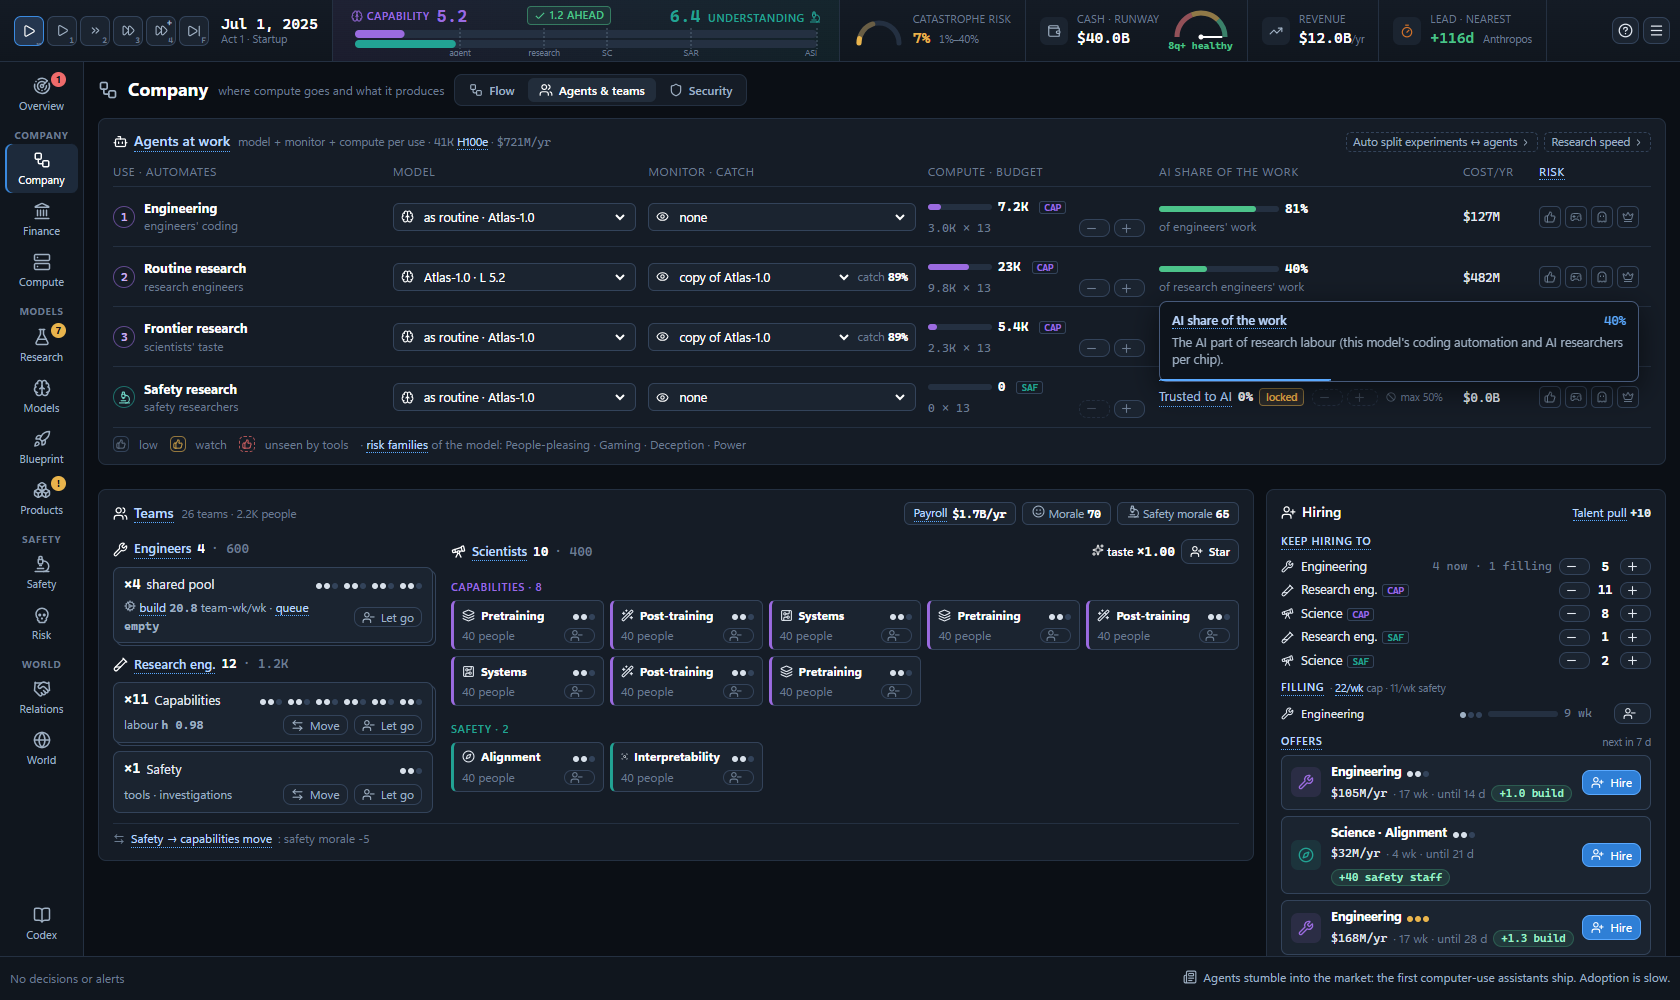 Jul 1, 2025
Act 1 · Startup
CAPABILITY 5.2
1.2 AHEAD
6.4 UNDERSTANDING
agent research SC SAR ASI
CATASTROPHE RISK
7% 1%–40%
CASH · RUNWAY
$40.0B
8q+ healthy
REVENUE
$12.0B/yr
LEAD · NEAREST
+116d Anthropos
1
Overview
COMPANY
Company
Finance
Compute
MODELS
7
Research
Models
Blueprint
!
Products
SAFETY
Safety
Risk
WORLD
Relations
World
Codex
Company where compute goes and what it produces
Flow
Agents & teams
Security
Agents at work model + monitor + compute per use · 41K H100e · $721M/yr
Auto split experiments ↔ agents ›
Research speed ›
USE · AUTOMATES MODEL MONITOR · CATCH COMPUTE · BUDGET AI SHARE OF THE WORK COST/YR RISK
1 Engineering
engineers' coding
as routine · Atlas-1.0
none
7.2K CAP
3.0K × 13
81%
of engineers' work
$127M
2 Routine research
research engineers
Atlas-1.0 · L 5.2
copy of Atlas-1.0 catch 89%
23K CAP
9.8K × 13
40%
of research engineers' work
$482M
3 Frontier research
scientists' taste
as routine · Atlas-1.0
copy of Atlas-1.0 catch 89%
5.4K CAP
2.3K × 13
AI share of the work 40%
The AI part of research labour (this model's coding automation and AI researchers
per chip).
Safety research
safety researchers
as routine · Atlas-1.0
none
0 SAF
0 × 13
Trusted to AI 0% locked max 50%
$0.0B
low watch unseen by tools · risk families of the model: People-pleasing · Gaming · Deception · Power
Teams 26 teams · 2.2K people
Payroll $1.7B/yr
Morale 70
Safety morale 65
Engineers 4 · 600
×4 shared pool
build 20.8 team-wk/wk · queue
empty
Let go
Research eng. 12 · 1.2K
×11 Capabilities
labour h 0.98
Move
Let go
×1 Safety
tools · investigations
Move
Let go
Safety → capabilities move : safety morale -5
Scientists 10 · 400
taste ×1.00
Star
CAPABILITIES · 8
Pretraining
40 people
Post-training
40 people
Systems
40 people
Pretraining
40 people
Post-training
40 people
Systems
40 people
Post-training
40 people
Pretraining
40 people
SAFETY · 2
Alignment
40 people
Interpretability
40 people
Hiring
Talent pull +10
KEEP HIRING TO
Engineering 4 now · 1 filling 5
Research eng. CAP 11
Science CAP 8
Research eng. SAF 1
Science SAF 2
FILLING · 22/wk cap · 11/wk safety
Engineering 9 wk
OFFERS next in 7 d
Engineering
$105M/yr · 17 wk · until 14 d +1.0 build
Hire
Science · Alignment
$32M/yr · 4 wk · until 21 d
+40 safety staff
Hire
Engineering
$168M/yr · 17 wk · until 28 d +1.3 build
Hire
No decisions or alerts
Agents stumble into the market: the first computer-use assistants ship. Adoption is slow.